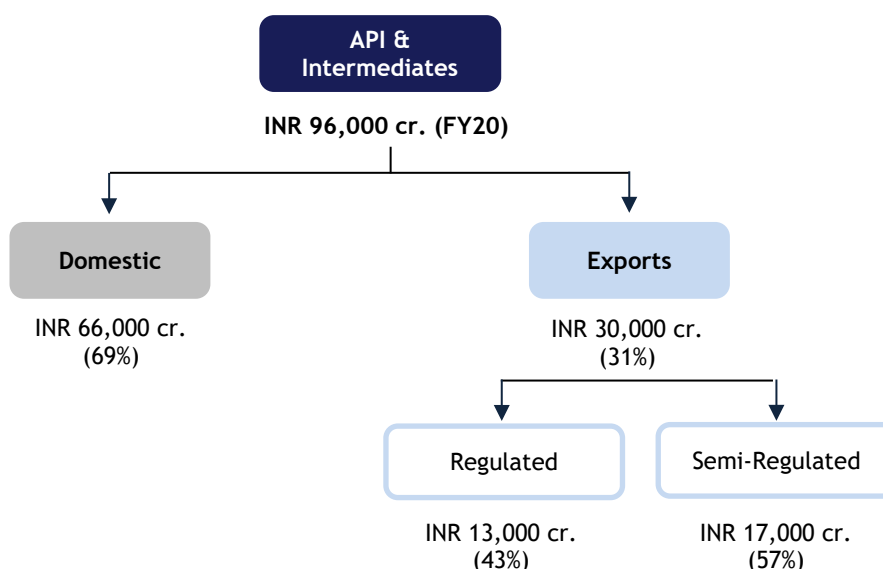 API &
Intermediates
INR 96,000 cr. (FY20)
Domestic
Exports
INR 66,000 cr.
(69%)
INR 30,000 cr.
(31%)
Regulated
Semi-Regulated
INR 13,000 cr.
(43%)
INR 17,000 cr.
(57%)